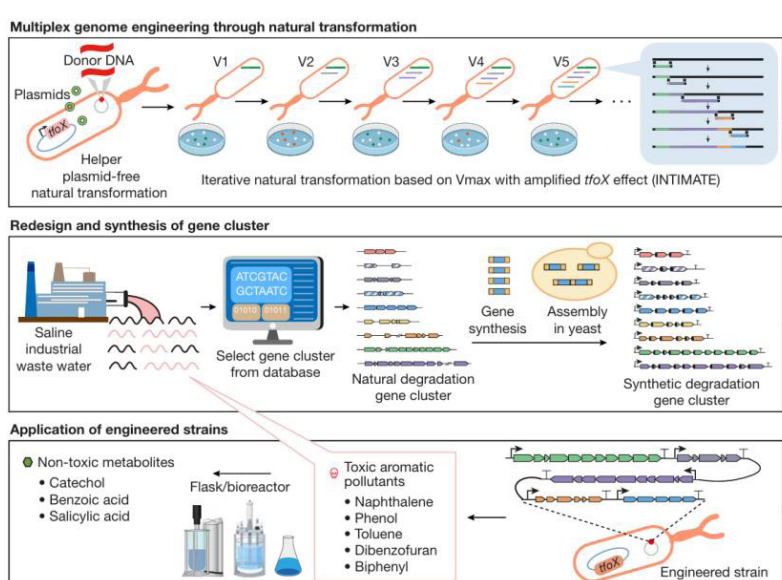 Multiplex genome engineering through natural transformation
Donor DNA
Plasmids
tfoX
Helper
plasmid-free
natural transformation
V1
V2
V3
V4
V5
Iterative natural transformation based on Vmax with amplified tfoX effect (INTIMATE)
Redesign and synthesis of gene cluster
Saline
industrial
waste water
ATCGTAC
GCTAATC
01010 01011
Select gene cluster
from database
Natural degradation
gene cluster
Gene
synthesis
Assembly
in yeast
Synthetic degradation
gene cluster
Application of engineered strains
Non-toxic metabolites
• Catechol
• Benzoic acid
• Salicylic acid
Flask/bioreactor
Toxic aromatic
pollutants
• Naphthalene
• Phenol
• Toluene
• Dibenzofuran
• Biphenyl
tfoX
Engineered strain